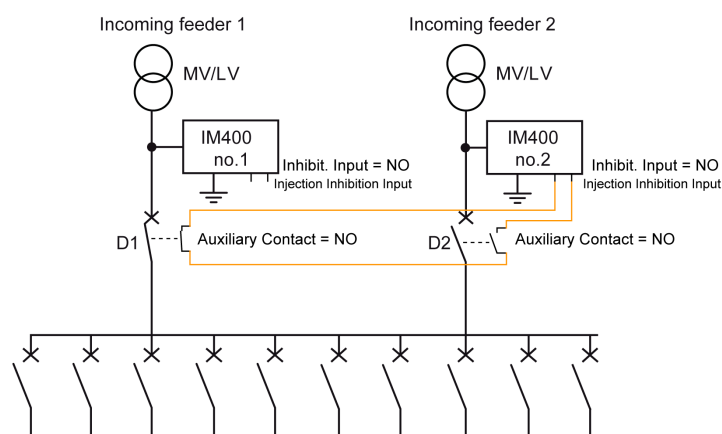 Incoming feeder 1
Incoming feeder 2
MV/LV
MV/LV
IM400
no.1
IM400
no.2
Inhibit. Input = NO
Injection Inhibition Input
Inhibit. Input = NO
Injection Inhibition Input
D1
Auxiliary Contact = NO
D2
Auxiliary Contact = NO